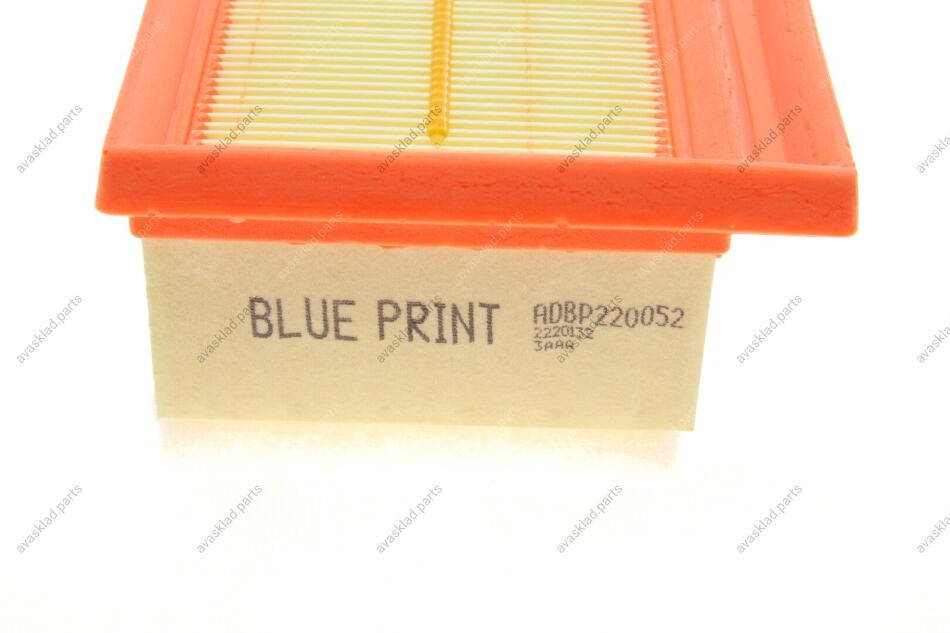 BLUE PRINT ADBP220052
2220132
3AAA
avasklad.parts